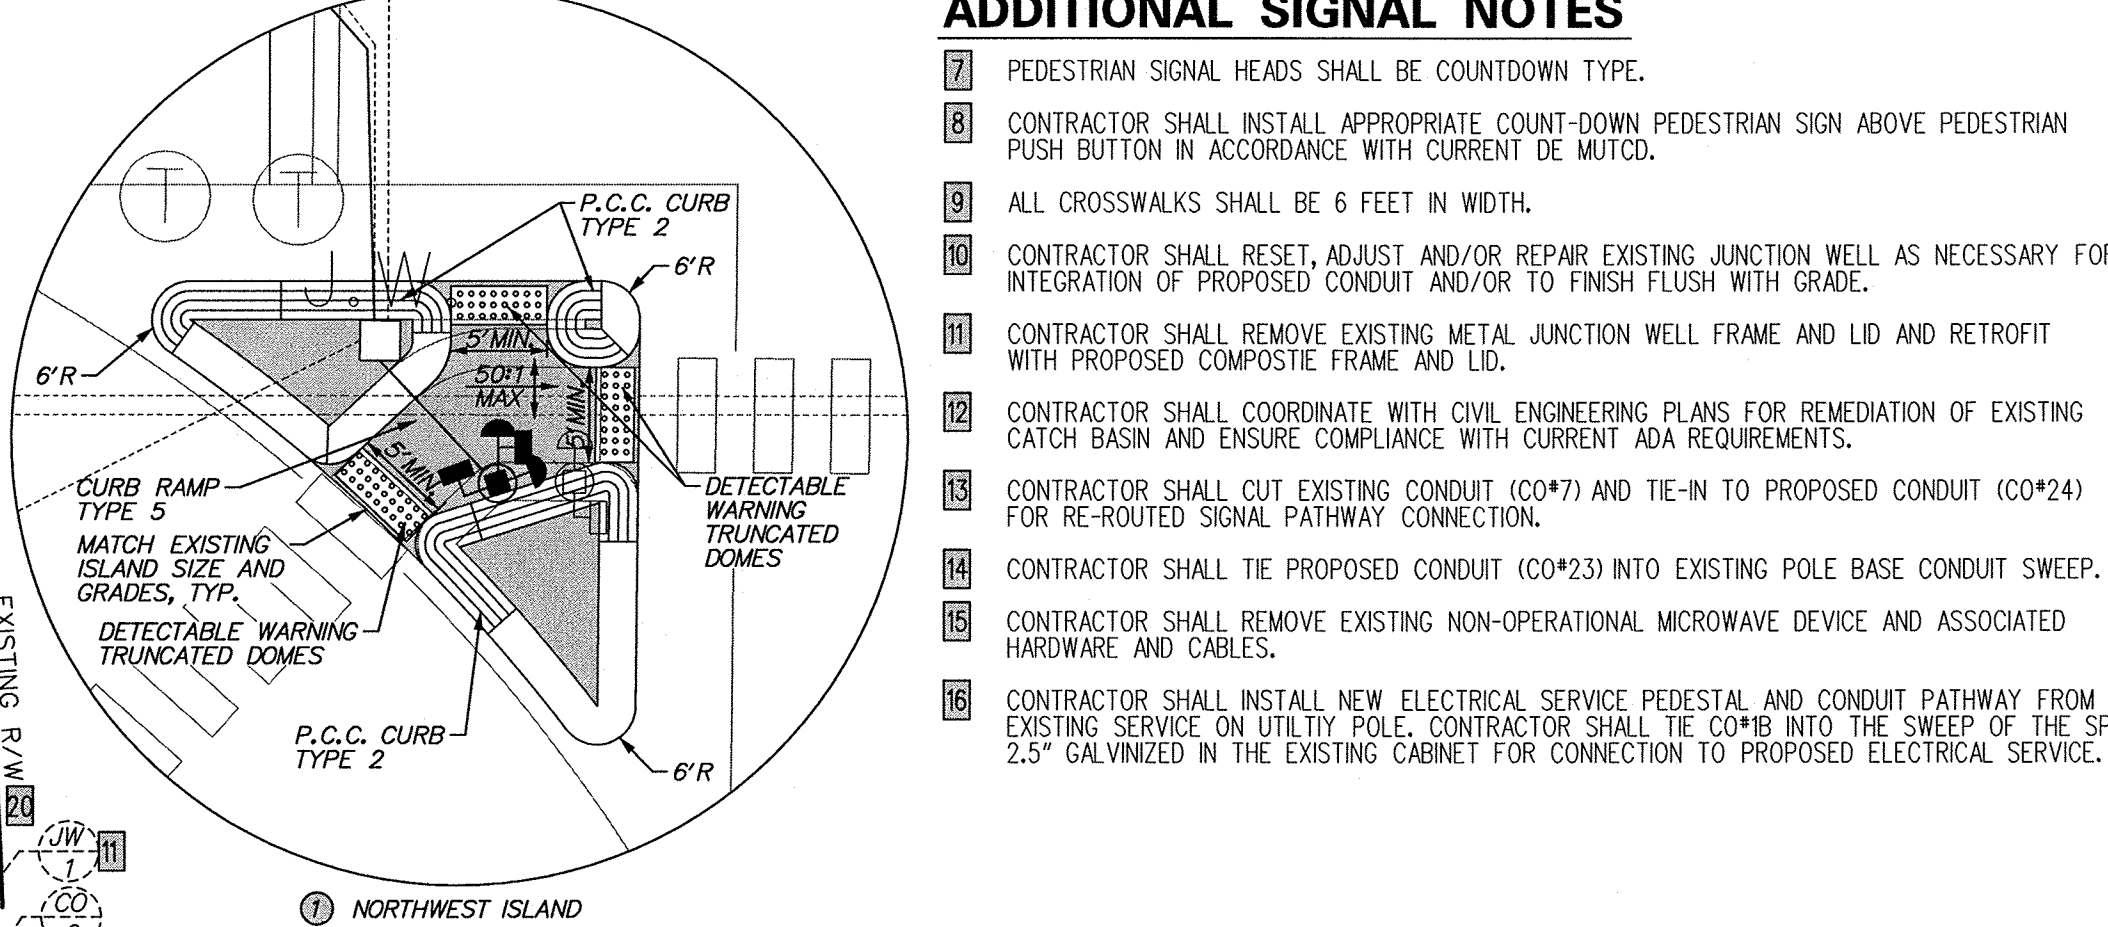 ADDITIONAL SIGNAL NOTES
7 PEDESTRIAN SIGNAL HEADS SHALL BE COUNTDOWN TYPE.
8 CONTRACTOR SHALL INSTALL APPROPRIATE COUNT-DOWN PEDESTRIAN SIGN ABOVE PEDESTRIAN
PUSH BUTTON IN ACCORDANCE WITH CURRENT DE MUTCD.
9 ALL CROSSWALKS SHALL BE 6 FEET IN WIDTH.
10 CONTRACTOR SHALL RESET, ADJUST AND/OR REPAIR EXISTING JUNCTION WELL AS NECESSARY FOR
INTEGRATION OF PROPOSED CONDUIT AND/OR TO FINISH FLUSH WITH GRADE.
11 CONTRACTOR SHALL REMOVE EXISTING METAL JUNCTION WELL FRAME AND LID AND RETROFIT
WITH PROPOSED COMPOSTIE FRAME AND LID.
12 CONTRACTOR SHALL COORDINATE WITH CIVIL ENGINEERING PLANS FOR REMEDIATION OF EXISTING
CATCH BASIN AND ENSURE COMPLIANCE WITH CURRENT ADA REQUIREMENTS.
13 CONTRACTOR SHALL CUT EXISTING CONDUIT (CO#7) AND TIE-IN TO PROPOSED CONDUIT (CO#24)
FOR RE-ROUTED SIGNAL PATHWAY CONNECTION.
14 CONTRACTOR SHALL TIE PROPOSED CONDUIT (CO#23) INTO EXISTING POLE BASE CONDUIT SWEEP.
15 CONTRACTOR SHALL REMOVE EXISTING NON-OPERATIONAL MICROWAVE DEVICE AND ASSOCIATED
HARDWARE AND CABLES.
16 CONTRACTOR SHALL INSTALL NEW ELECTRICAL SERVICE PEDESTAL AND CONDUIT PATHWAY FROM
EXISTING SERVICE ON UTILTIY POLE. CONTRACTOR SHALL TIE CO#1B INTO THE SWEEP OF THE
2.5" GALVINIZED IN THE EXISTING CABINET FOR CONNECTION TO PROPOSED ELECTRICAL SERVICE.
T T
P.C.C. CURB
TYPE 2
6'R
JW
6'R
5' MIN.
50:1
MAX
5' MIN.
5' MIN.
CURB RAMP
TYPE 5
MATCH EXISTING
ISLAND SIZE AND
GRADES, TYP.
DETECTABLE WARNING
TRUNCATED DOMES
DETECTABLE
WARNING
TRUNCATED
DOMES
P.C.C. CURB
TYPE 2
6'R
EXISTING R/W
20
JW
1
11
CO
1 NORTHWEST ISLAND